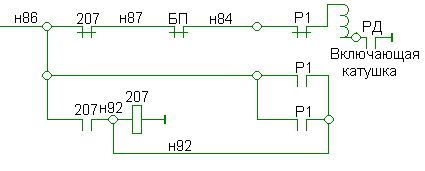 н86 207 н87 БП н84 Р1 РД
Включающая
катушка
Р1
207 н92 207 Р1
н92